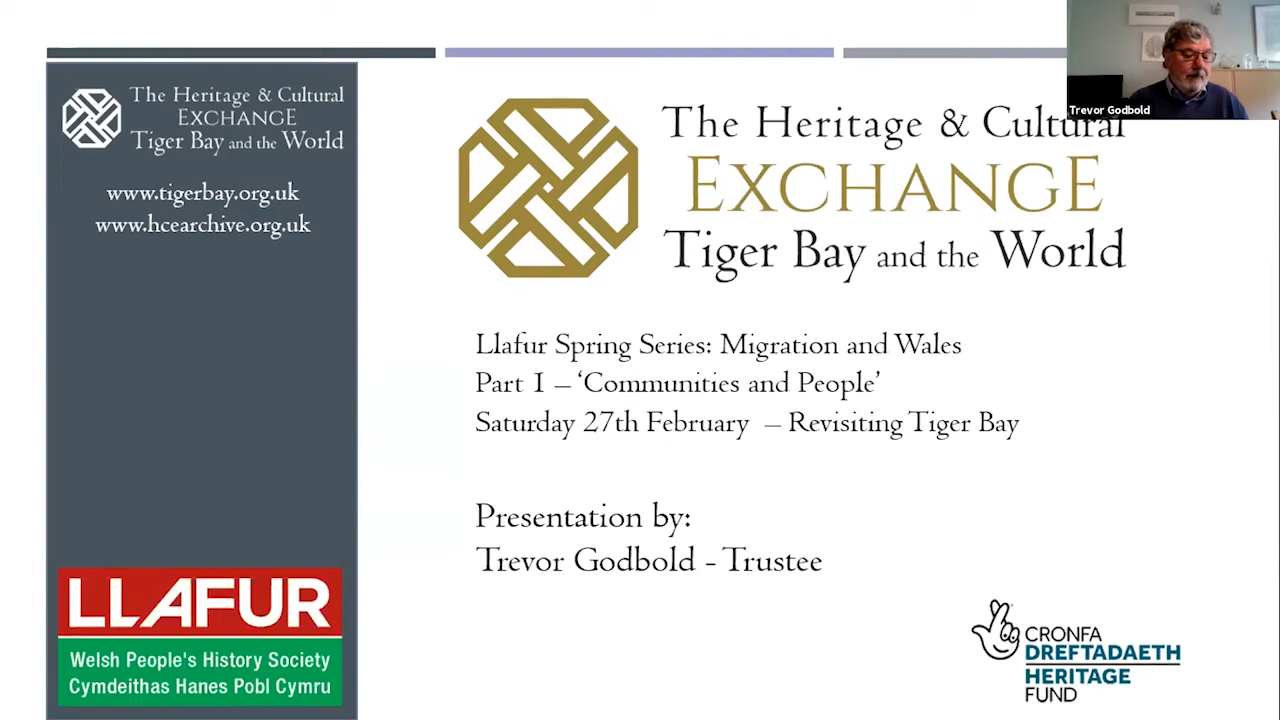 The Heritage & Cultural
EXCHANGE
Tiger Bay and the World
www.tigerbay.org.uk
www.hcearchive.org.uk
LLAFUR
Welsh People's History Society
Cymdeithas Hanes Pobl Cymru
The Heritage & Cultural
EXCHANGE
Tiger Bay and the World
Llafur Spring Series: Migration and Wales
Part 1 – ‘Communities and People’
Saturday 27th February – Revisiting Tiger Bay
Presentation by:
Trevor Godbold - Trustee
CRONFA
DREFTADAETH
HERITAGE
FUND
Trevor Godbold